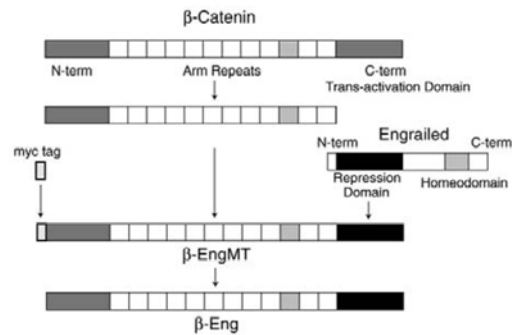 β-Catenin
N-term Arm Repeats C-term
Trans-activation Domain
Engrailed
N-term C-term
myc tag
Repression Homeodomain
Domain
β-EngMT
β-Eng